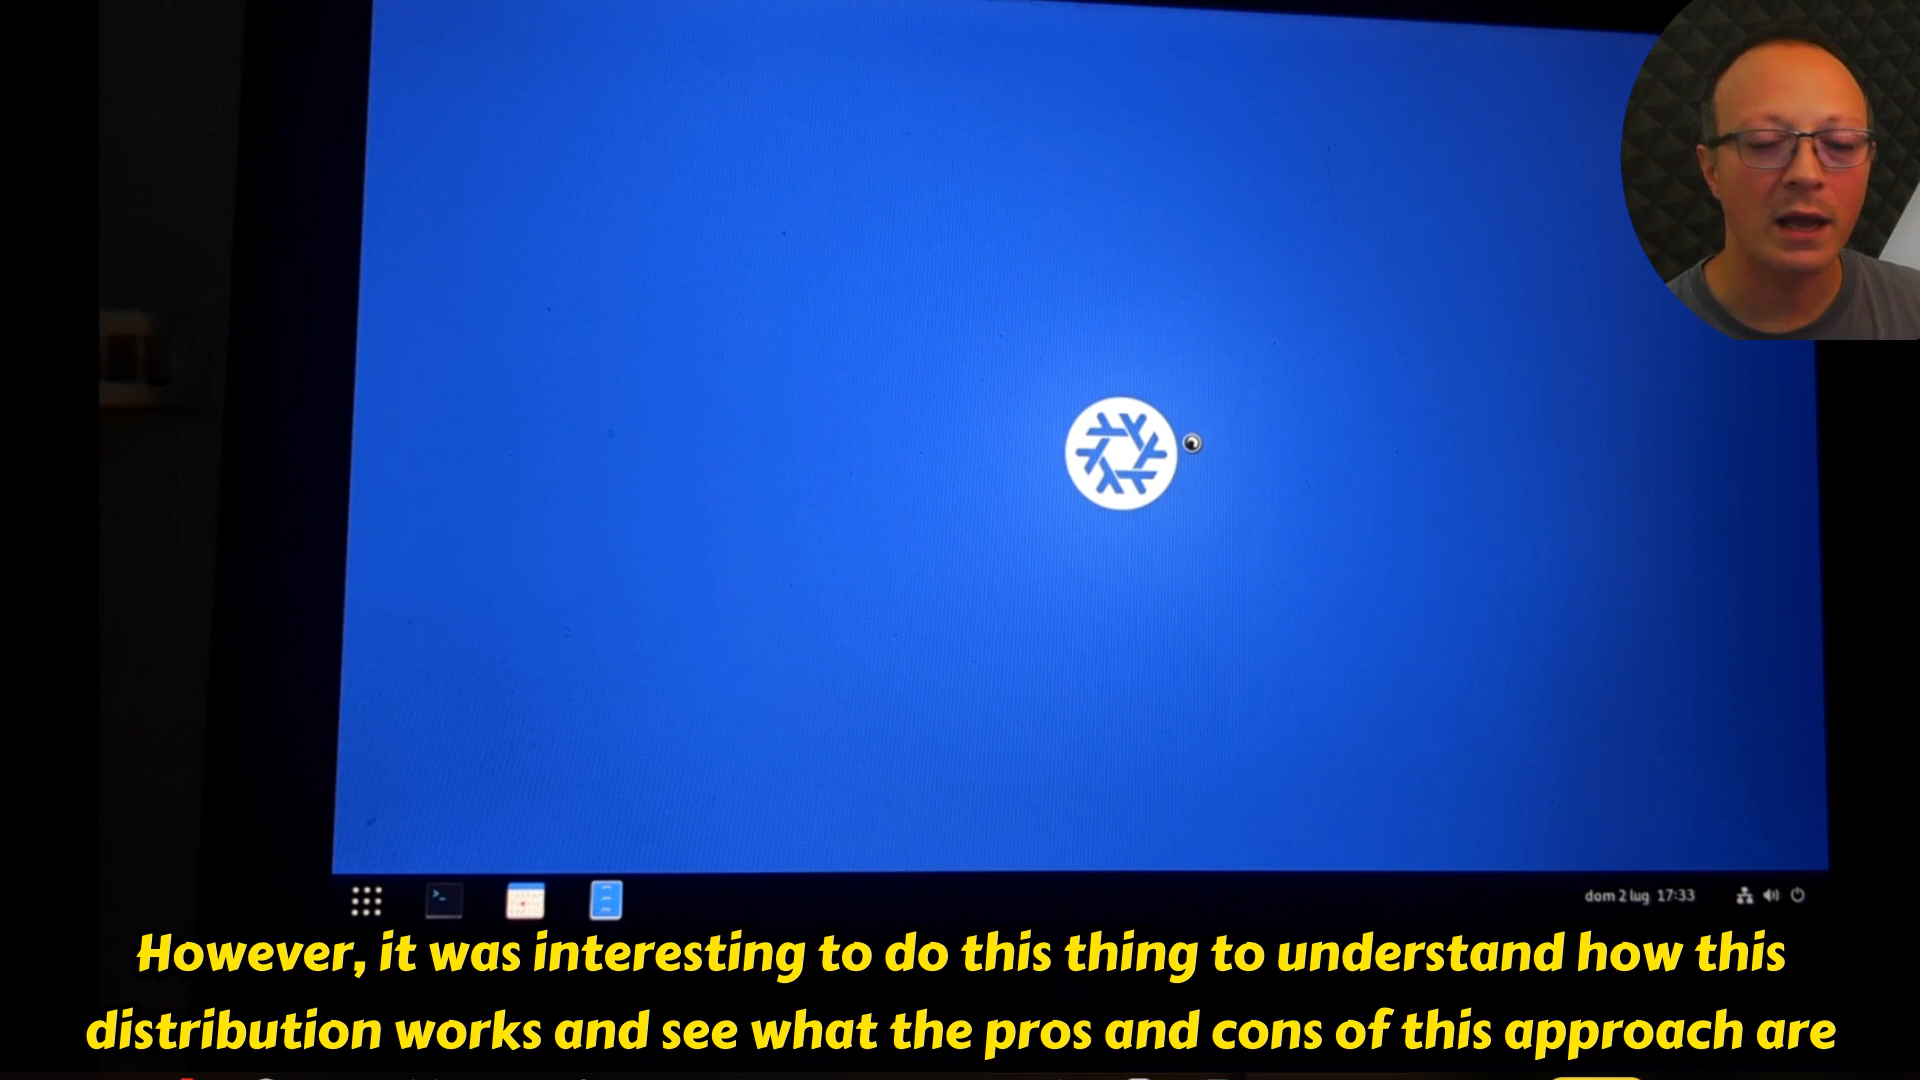 dom 2 lug 17:33
However, it was interesting to do this thing to understand how this
distribution works and see what the pros and cons of this approach are